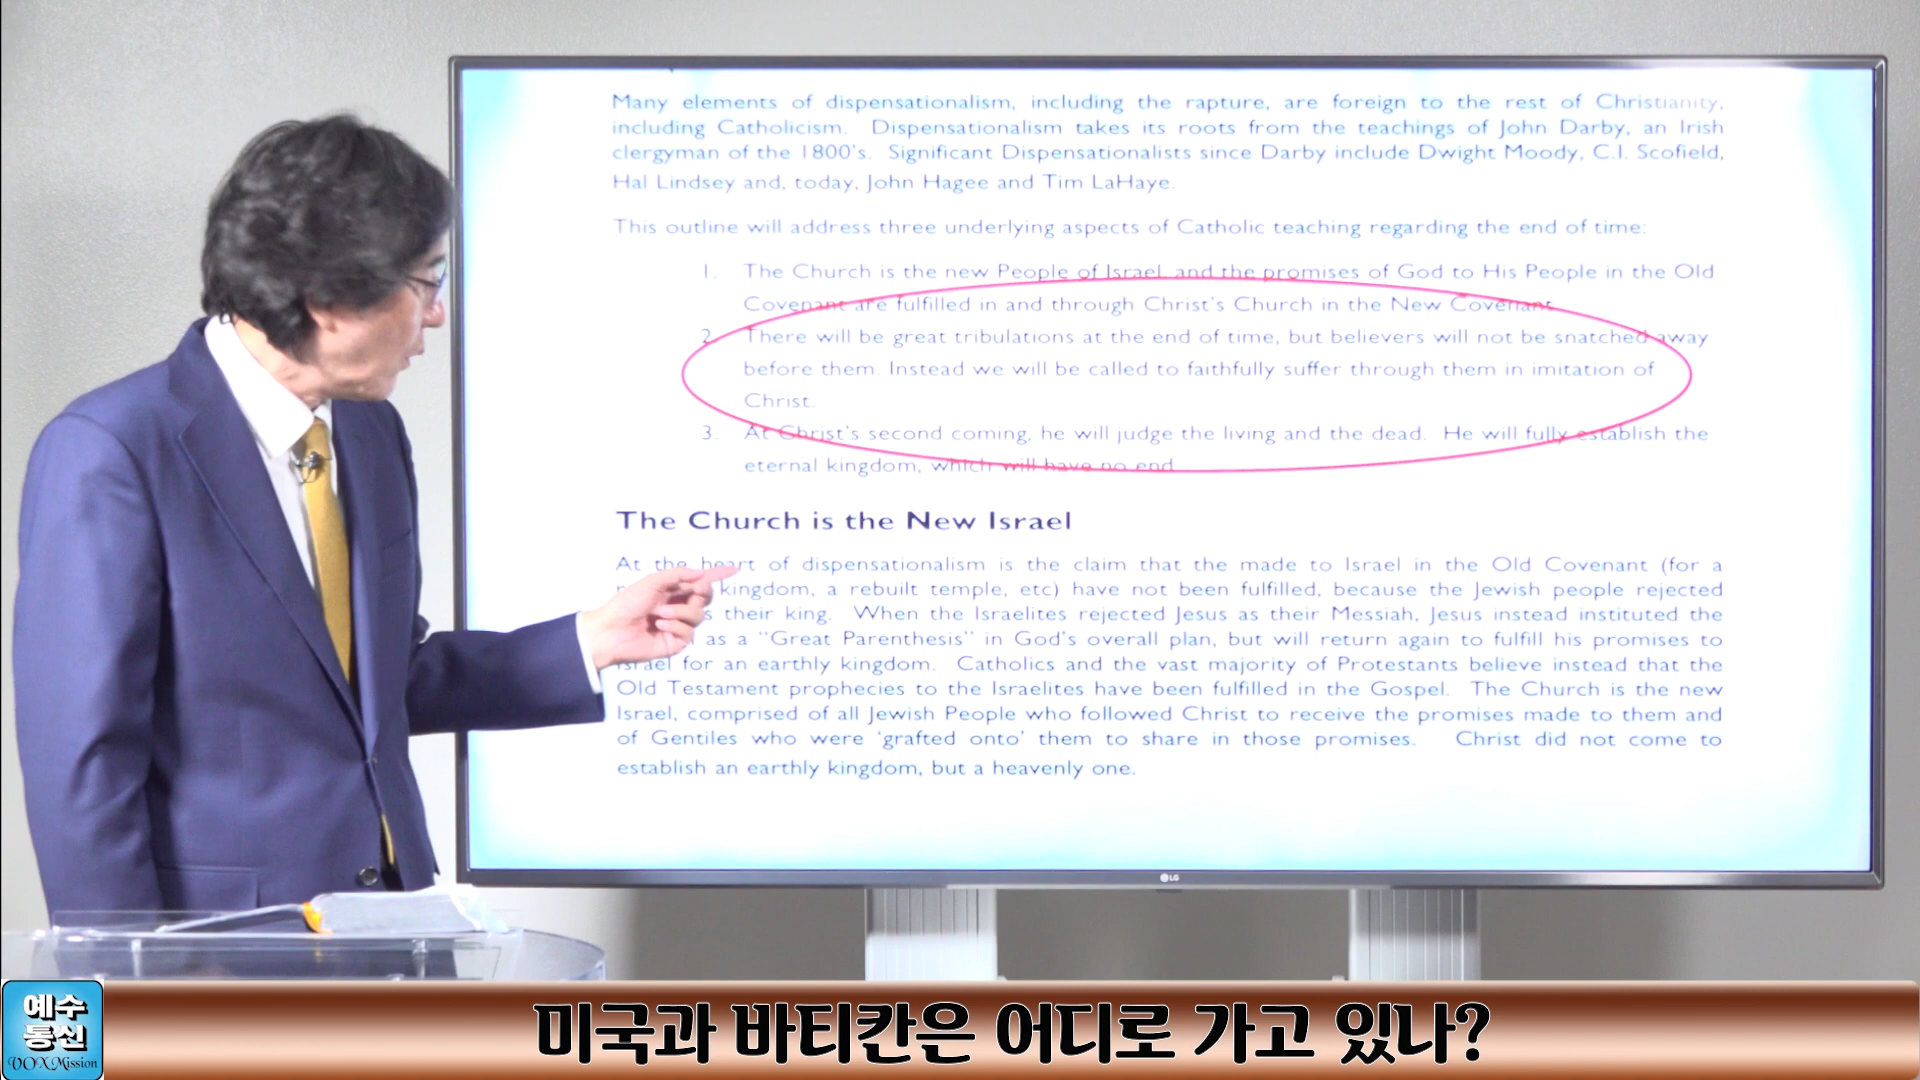 Many elements of dispensationalism, including the rapture, are foreign to the rest of Christianity,
including Catholicism. Dispensationalism takes its roots from the teachings of John Darby, an Irish
clergyman of the 1800's. Significant Dispensationalists since Darby include Dwight Moody, C.I. Scofield,
Hal Lindsey and, today, John Hagee and Tim LaHaye.
This outline will address three underlying aspects of Catholic teaching regarding the end of time:
1. The Church is the new People of Israel, and the promises of God to His People in the Old
Covenant are fulfilled in and through Christ's Church in the New Covenant.
2. There will be great tribulations at the end of time, but believers will not be snatched away
before them. Instead we will be called to faithfully suffer through them in imitation of
Christ.
3. At Christ's second coming, he will judge the living and the dead. He will fully establish the
eternal kingdom, which will have no end.
The Church is the New Israel
At the heart of dispensationalism is the claim that the made to Israel in the Old Covenant (for a
kingdom, a rebuilt temple, etc) have not been fulfilled, because the Jewish people rejected
their king. When the Israelites rejected Jesus as their Messiah, Jesus instead instituted the
as a "Great Parenthesis" in God's overall plan, but will return again to fulfill his promises to
Israel for an earthly kingdom. Catholics and the vast majority of Protestants believe instead that the
Old Testament prophecies to the Israelites have been fulfilled in the Gospel. The Church is the new
Israel, comprised of all Jewish People who followed Christ to receive the promises made to them and
of Gentiles who were 'grafted onto' them to share in those promises. Christ did not come to
establish an earthly kingdom, but a heavenly one.
LG
예수
통신
VOX Mission
미국과 바티칸은 어디로 가고 있나?